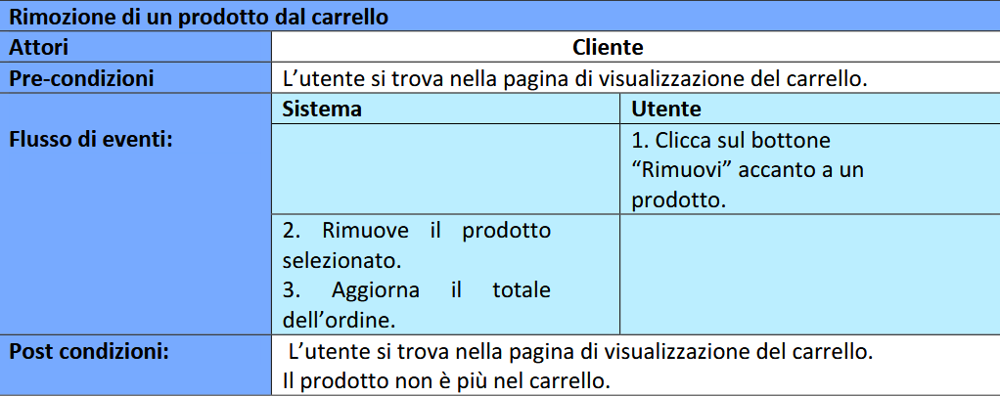 Rimozione di un prodotto dal carrello
Attori
Cliente
Pre-condizioni
L’utente si trova nella pagina di visualizzazione del carrello.
Flusso di eventi:
Sistema
Utente
1. Clicca sul bottone
“Rimuovi” accanto a un
prodotto.
2. Rimuove il prodotto
selezionato.
3. Aggiorna il totale
dell’ordine.
Post condizioni:
L’utente si trova nella pagina di visualizzazione del carrello.
Il prodotto non è più nel carrello.